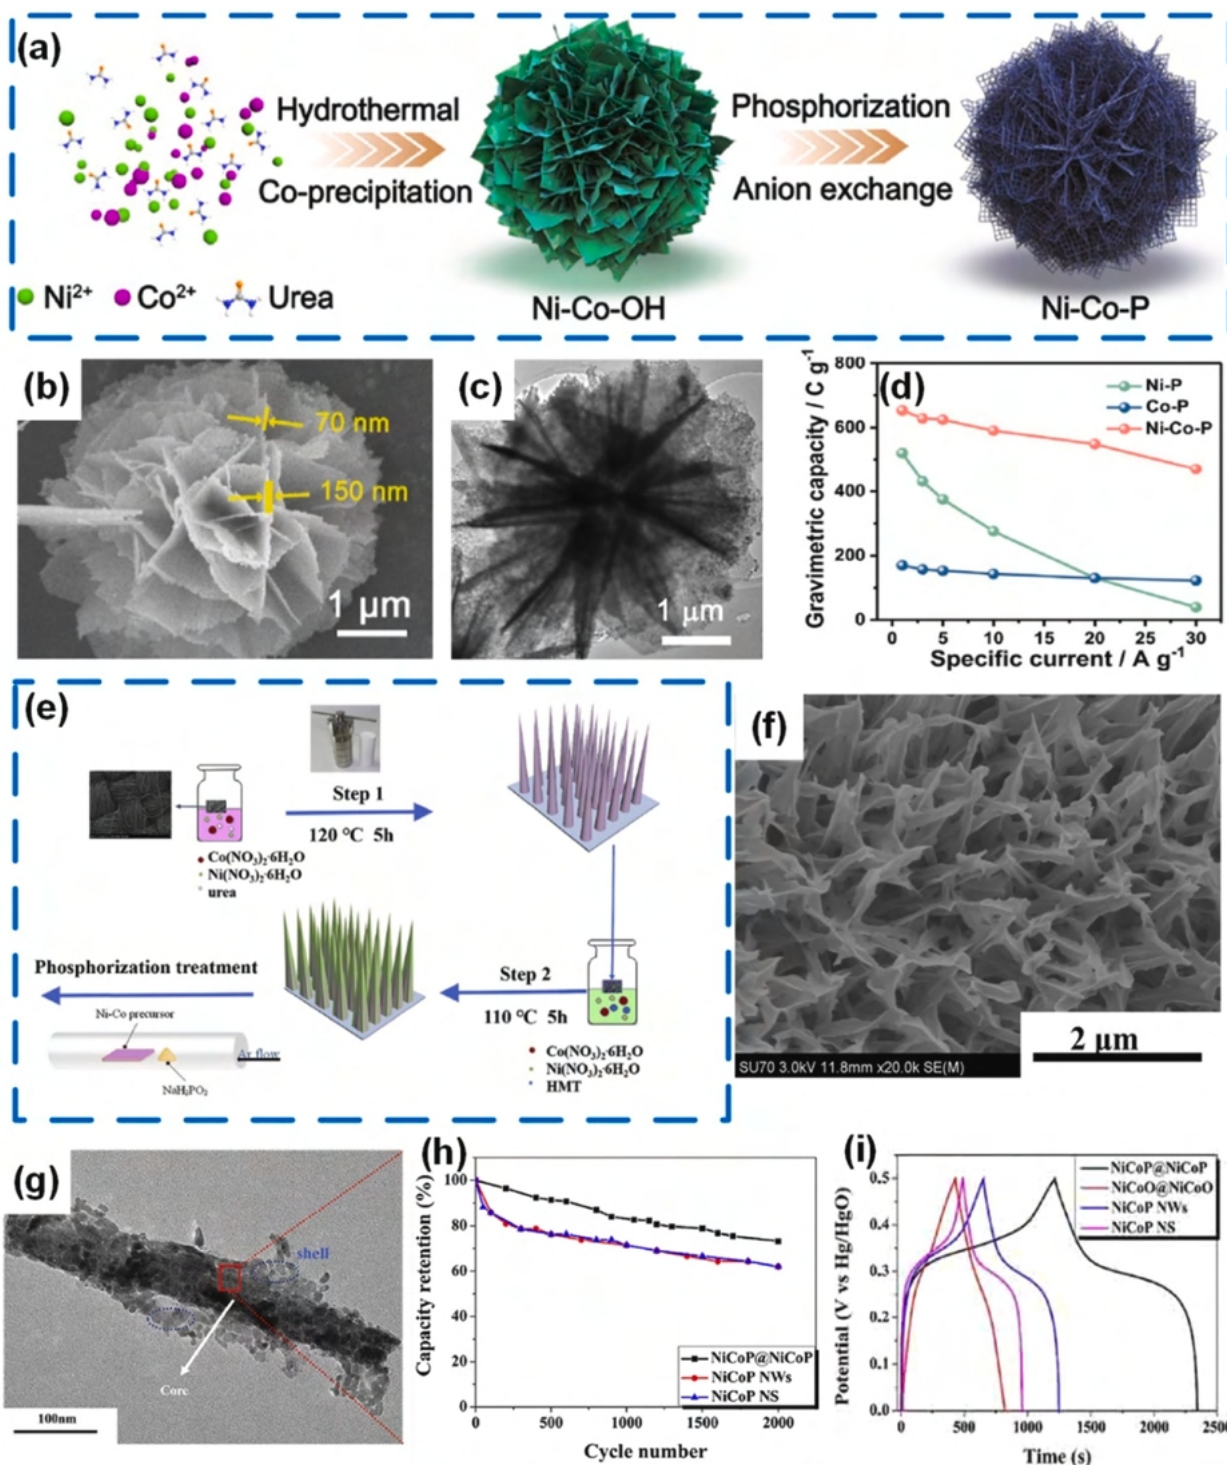 (a)
Hydrothermal
Co-precipitation
Phosphorization
Anion exchange
Ni²⁺ Co²⁺ Urea
Ni-Co-OH
Ni-Co-P
(b)
70 nm
150 nm
1 μm
(c)
1 μm
(d)
Ni-P
Co-P
Ni-Co-P
Gravimetric capacity / C g⁻¹
800
600
400
200
0
0 5 10 15 20 25 30
Specific current / A g⁻¹
(e)
Step 1
120 °C 5h
Co(NO₃)₂·6H₂O
Ni(NO₃)₂·6H₂O
urea
Step 2
110 °C 5h
Co(NO₃)₂·6H₂O
Ni(NO₃)₂·6H₂O
HMT
Phosphorization treatment
Ni-Co precursor
Ar flow
NaH₂PO₂
(f)
2 μm
SU70 3.0kV 11.8mm x20.0k SE(M)
(g)
shell
Core
100nm
(h)
Capacity retention (%)
100
80
60
40
20
0
NiCoP@NiCoP
NiCoP NWs
NiCoP NS
0 500 1000 1500 2000
Cycle number
(i)
NiCoP@NiCoP
NiCoO@NiCoO
NiCoP NWs
NiCoP NS
Potential (V vs Hg/HgO)
0.5
0.4
0.3
0.2
0.1
0.0
0 500 1000 1500 2000 2500
Time (s)